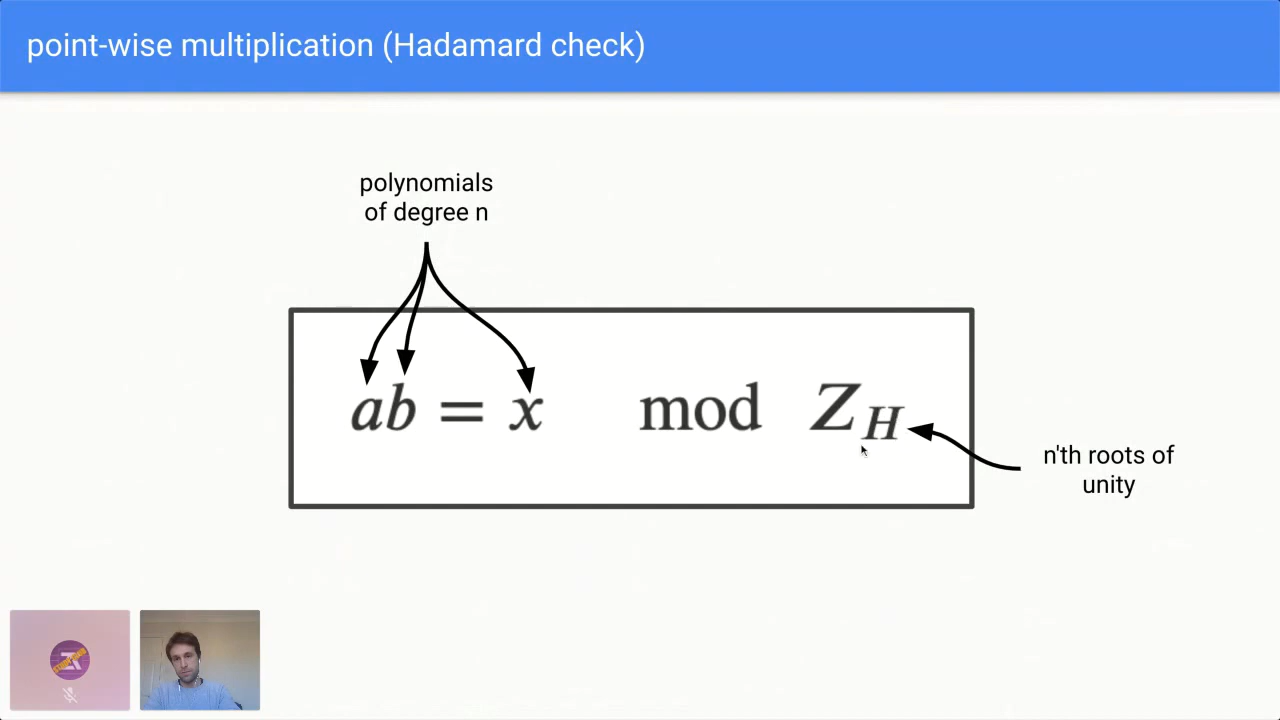 point-wise multiplication (Hadamard check)
polynomials
of degree n
ab = x mod Z_H
n'th roots of
unity